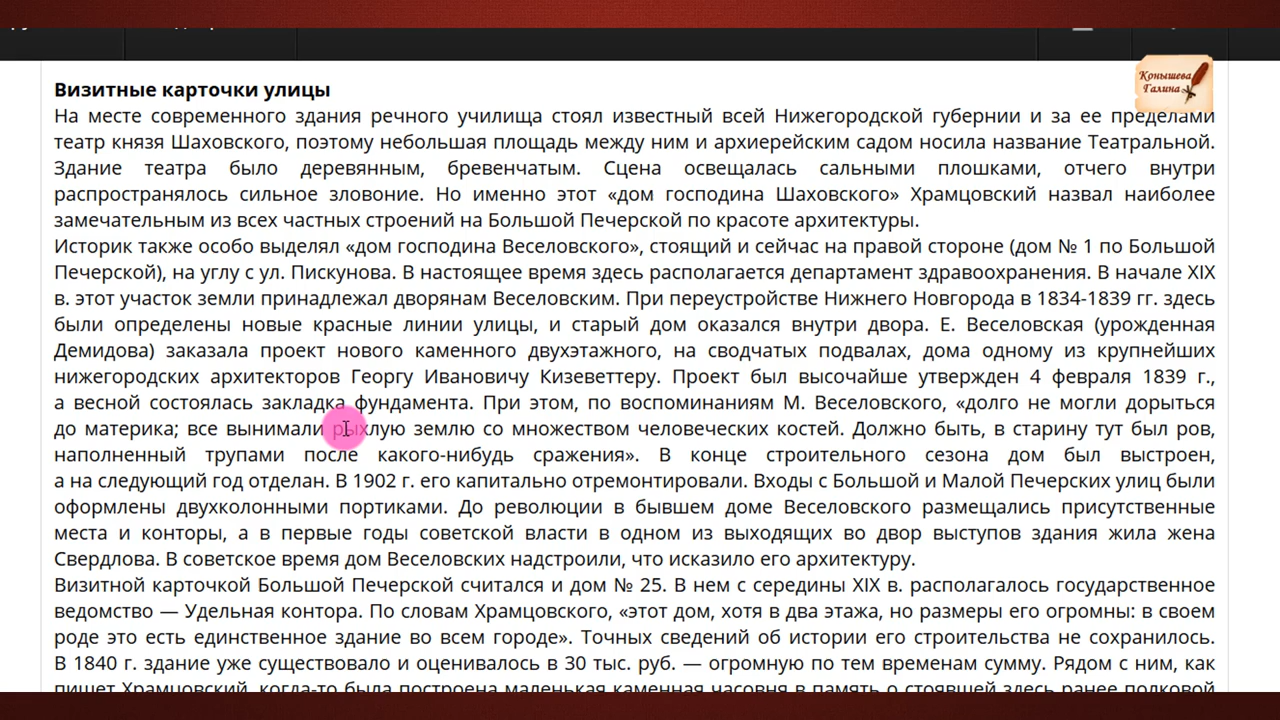 Визитные карточки улицы
Конышева
Галина
На месте современного здания речного училища стоял известный всей Нижегородской губернии и за ее пределами
театр князя Шаховского, поэтому небольшая площадь между ним и архиерейским садом носила название Театральной.
Здание театра было деревянным, бревенчатым. Сцена освещалась сальными плошками, отчего внутри
распространялось сильное зловоние. Но именно этот «дом господина Шаховского» Храмцовский назвал наиболее
замечательным из всех частных строений на Большой Печерской по красоте архитектуры.
Историк также особо выделял «дом господина Веселовского», стоящий и сейчас на правой стороне (дом № 1 по Большой
Печерской), на углу с ул. Пискунова. В настоящее время здесь располагается департамент здравоохранения. В начале XIX
в. этот участок земли принадлежал дворянам Веселовским. При переустройстве Нижнего Новгорода в 1834-1839 гг. здесь
были определены новые красные линии улицы, и старый дом оказался внутри двора. Е. Веселовская (урожденная
Демидова) заказала проект нового каменного двухэтажного, на сводчатых подвалах, дома одному из крупнейших
нижегородских архитекторов Георгу Ивановичу Кизеветтеру. Проект был высочайше утвержден 4 февраля 1839 г.,
а весной состоялась закладка фундамента. При этом, по воспоминаниям М. Веселовского, «долго не могли дорыться
до материка; все вынимали рыхлую землю со множеством человеческих костей. Должно быть, в старину тут был ров,
наполненный трупами после какого-нибудь сражения». В конце строительного сезона дом был выстроен,
а на следующий год отделан. В 1902 г. его капитально отремонтировали. Входы с Большой и Малой Печерских улиц были
оформлены двухколонными портиками. До революции в бывшем доме Веселовского размещались присутственные
места и конторы, а в первые годы советской власти в одном из выходящих во двор выступов здания жила жена
Свердлова. В советское время дом Веселовских надстроили, что исказило его архитектуру.
Визитной карточкой Большой Печерской считался и дом № 25. В нем с середины XIX в. располагалось государственное
ведомство — Удельная контора. По словам Храмцовского, «этот дом, хотя в два этажа, но размеры его огромны: в своем
роде это есть единственное здание во всем городе». Точных сведений об истории его строительства не сохранилось.
В 1840 г. здание уже существовало и оценивалось в 30 тыс. руб. — огромную по тем временам сумму. Рядом с ним, как
пишет Храмцовский, когда-то была построена маленькая каменная часовня в память о стоявшей здесь ранее полковой